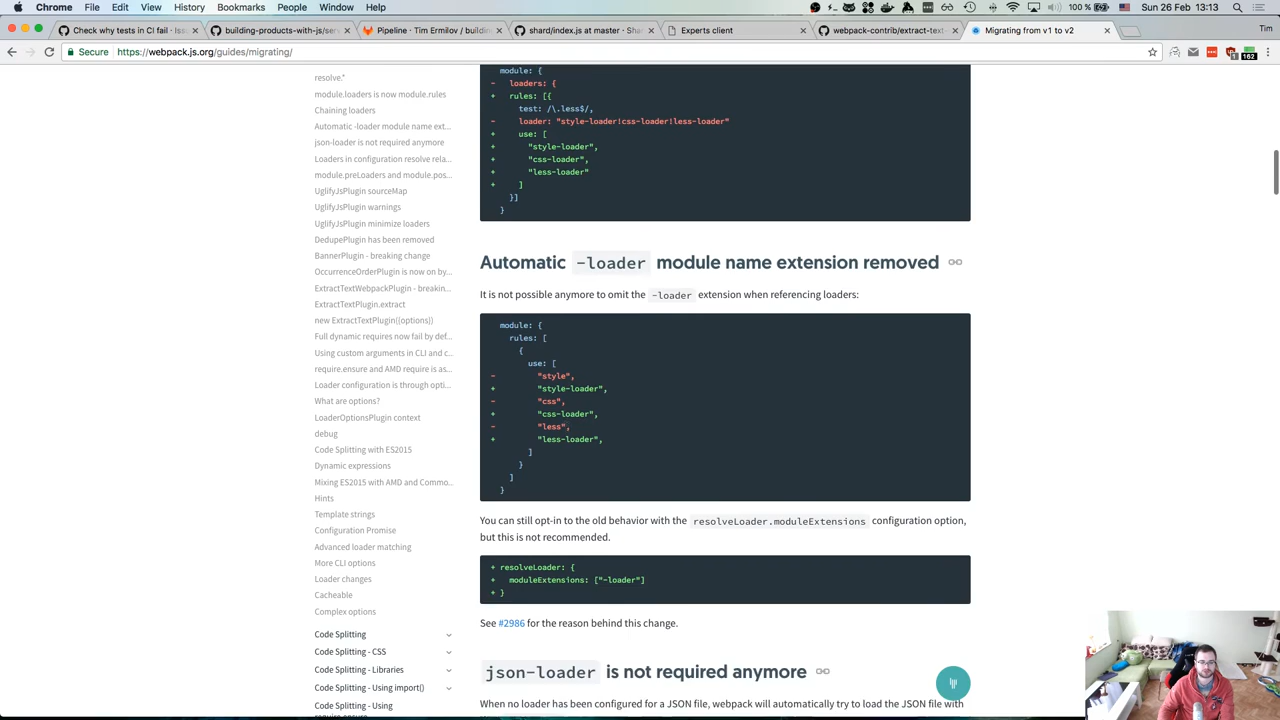 Chrome File Edit View History Bookmarks People Window Help
100 % Sun 26 Feb 13:13
Check why tests in CI fail · Iss
building-products-with-js/serv
Pipeline · Tim Ermilov / buildin
shard/index.js at master · Sha
Experts client
webpack-contrib/extract-text-
Migrating from v1 to v2
Tim
Secure https://webpack.js.org/guides/migrating/
resolve.*
module.loaders is now module.rules
Chaining loaders
Automatic -loader module name ext...
json-loader is not required anymore
Loaders in configuration resolve rela...
module.preLoaders and module.pos...
UglifyJsPlugin sourceMap
UglifyJsPlugin warnings
UglifyJsPlugin minimize loaders
DedupePlugin has been removed
BannerPlugin - breaking change
OccurrenceOrderPlugin is now on by...
ExtractTextWebpackPlugin - breakin...
ExtractTextPlugin.extract
new ExtractTextPlugin({options})
Full dynamic requires now fail by def...
Using custom arguments in CLI and c...
require.ensure and AMD require is as...
Loader configuration is through opti...
What are options?
LoaderOptionsPlugin context
debug
Code Splitting with ES2015
Dynamic expressions
Mixing ES2015 with AMD and Commo...
Hints
Template strings
Configuration Promise
Advanced loader matching
More CLI options
Loader changes
Cacheable
Complex options
Code Splitting
Code Splitting - CSS
Code Splitting - Libraries
Code Splitting - Using import()
Code Splitting - Using
require.ensure
module: {
- loaders: {
+ rules: [{
test: /\.less$/,
- loader: "style-loader!css-loader!less-loader"
+ use: [
+ "style-loader",
+ "css-loader",
+ "less-loader"
+ ]
}]
}
Automatic -loader module name extension removed
It is not possible anymore to omit the -loader extension when referencing loaders:
module: {
rules: [
{
use: [
- "style",
+ "style-loader",
- "css",
+ "css-loader",
- "less",
+ "less-loader",
]
}
]
}
You can still opt-in to the old behavior with the resolveLoader.moduleExtensions configuration option,
but this is not recommended.
+ resolveLoader: {
+ moduleExtensions: ["-loader"]
+ }
See #2986 for the reason behind this change.
json-loader is not required anymore
When no loader has been configured for a JSON file, webpack will automatically try to load the JSON file with